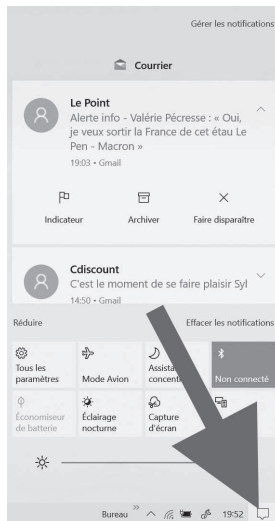 Gérer les notifications
Courrier
Le Point
Alerte info - Valérie Pécresse : « Oui,
je veux sortir la France de cet étau Le
Pen - Macron »
19:03 • Gmail
Indicateur Archiver Faire disparaître
Cdiscount
C'est le moment de se faire plaisir Syl
14:50 • Gmail
Réduire Effacer les notifications
Tous les
paramètres
Mode Avion
concent
Non connecté
Économiseur
de batterie
Éclairage
nocturne
Capture
d'écran
Bureau » 19:52